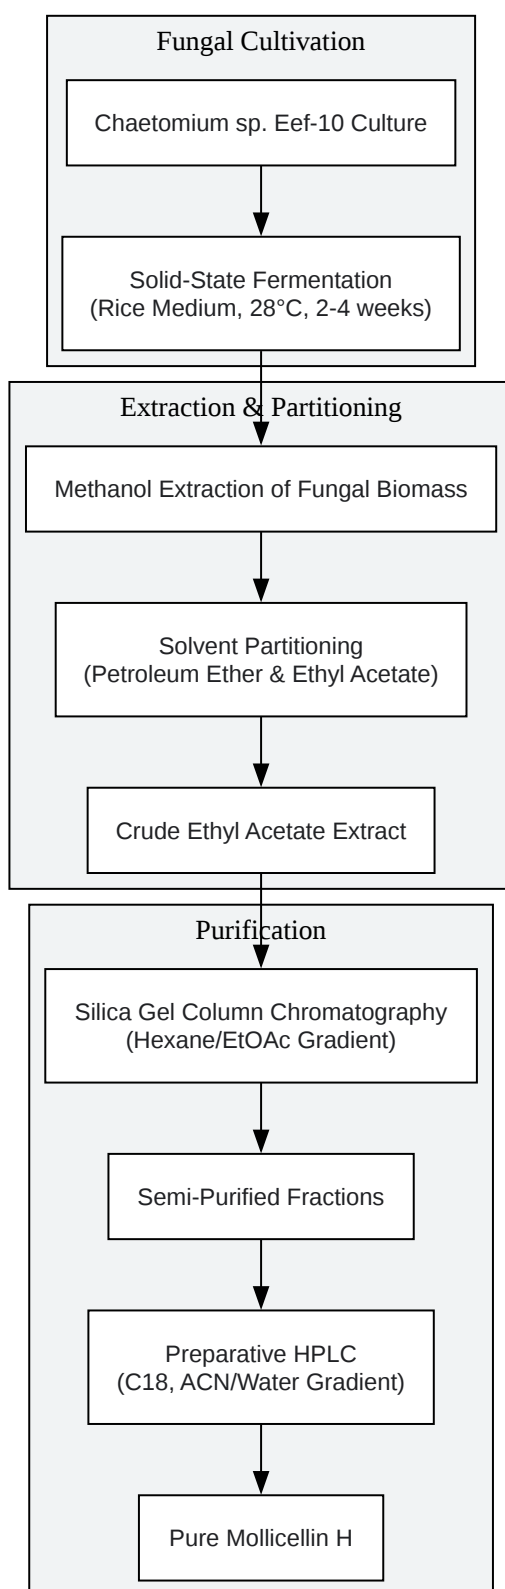 Fungal Cultivation
Chaetomium sp. Eef-10 Culture
Solid-State Fermentation
(Rice Medium, 28°C, 2-4 weeks)
Extraction & Partitioning
Methanol Extraction of Fungal Biomass
Solvent Partitioning
(Petroleum Ether & Ethyl Acetate)
Crude Ethyl Acetate Extract
Purification
Silica Gel Column Chromatography
(Hexane/EtOAc Gradient)
Semi-Purified Fractions
Preparative HPLC
(C18, ACN/Water Gradient)
Pure Mollicellin H